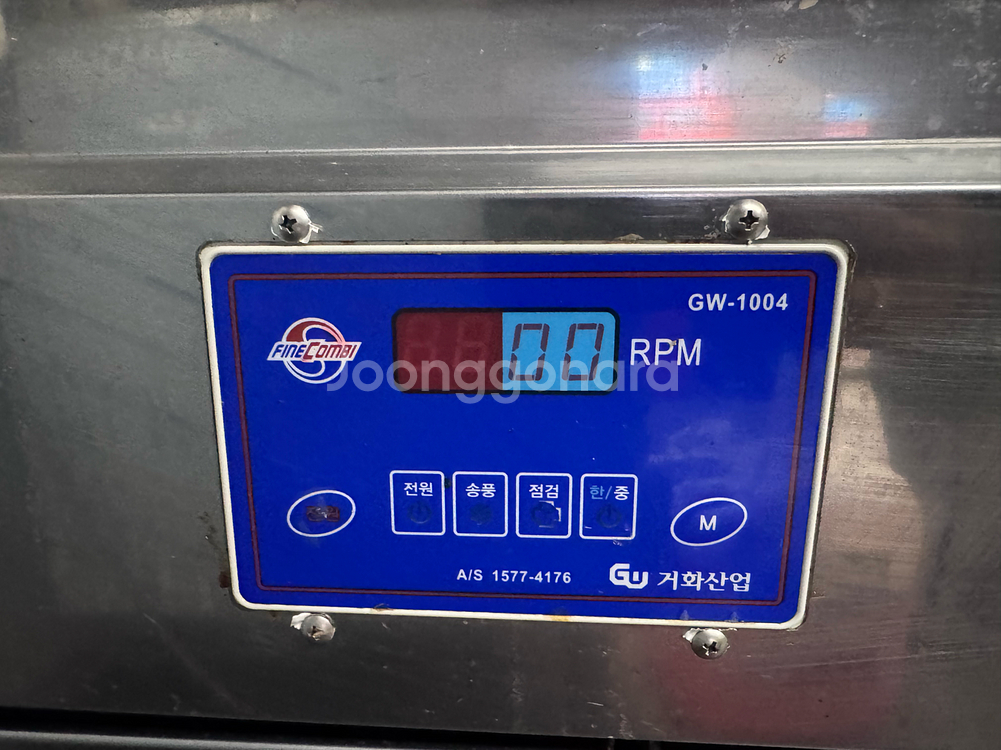 GW-1004
FINECOMBI
00
RPM
Joonggonara
전원
송풍
점검
한/중
M
A/S 1577-4176
GW 거화산업